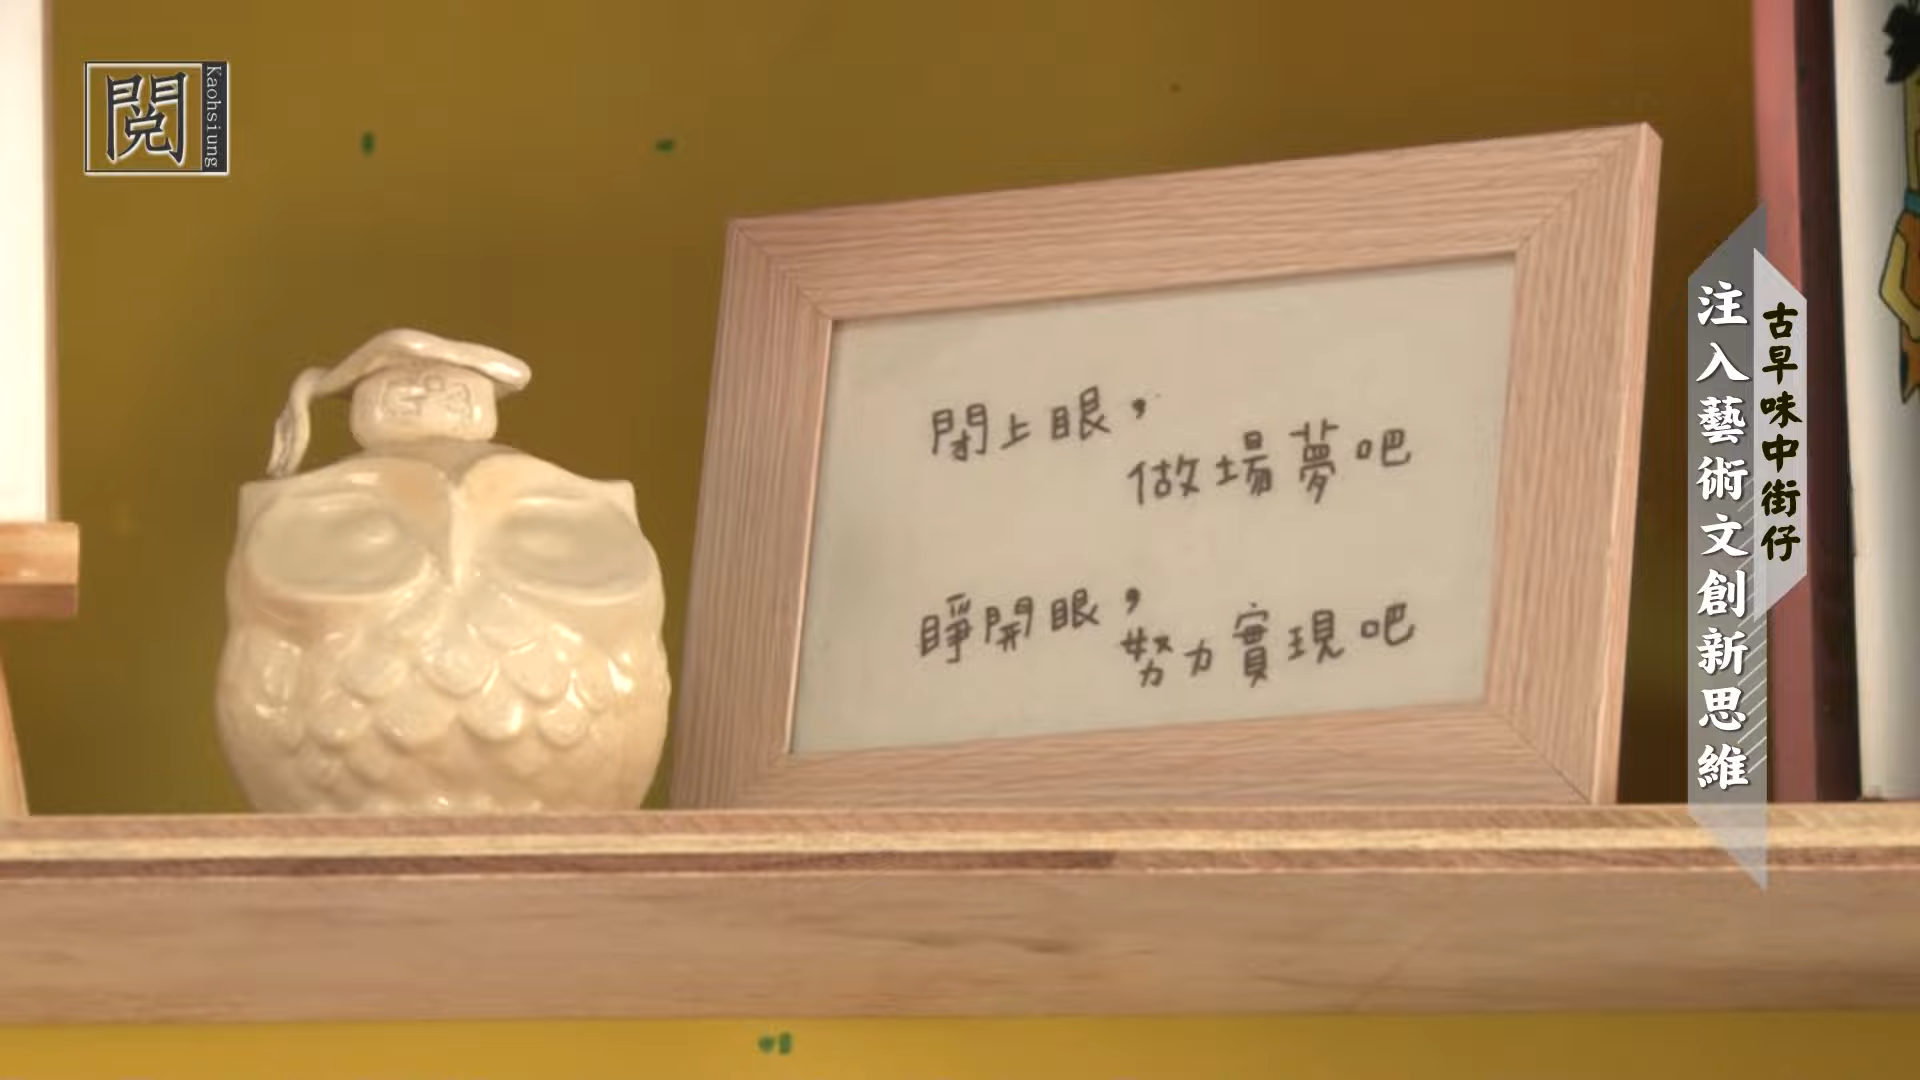 閱
Kaohsiung
閉上眼，
做場夢吧
睜開眼，
努力實現吧
古早味中街仔
注入藝術文創新思維